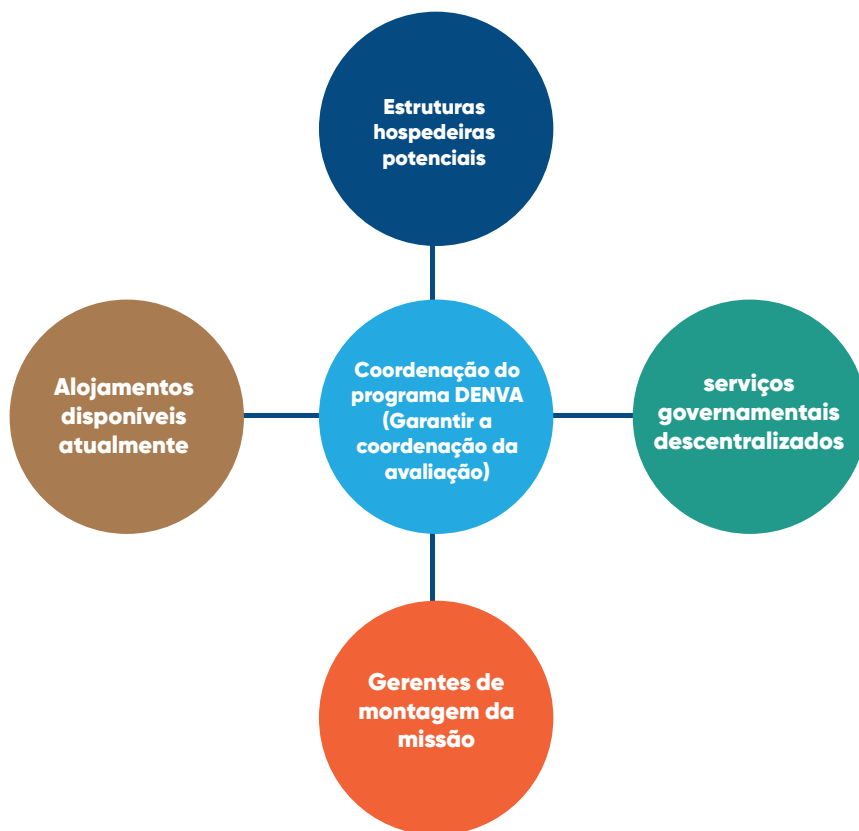 Estruturas
hospedeiras
potenciais
Alojamentos
disponíveis
atualmente
Coordenação do
programa DENVA
(Garantir a
coordenação da
avaliação)
serviços
governamentais
descentralizados
Gerentes de
montagem da
missão